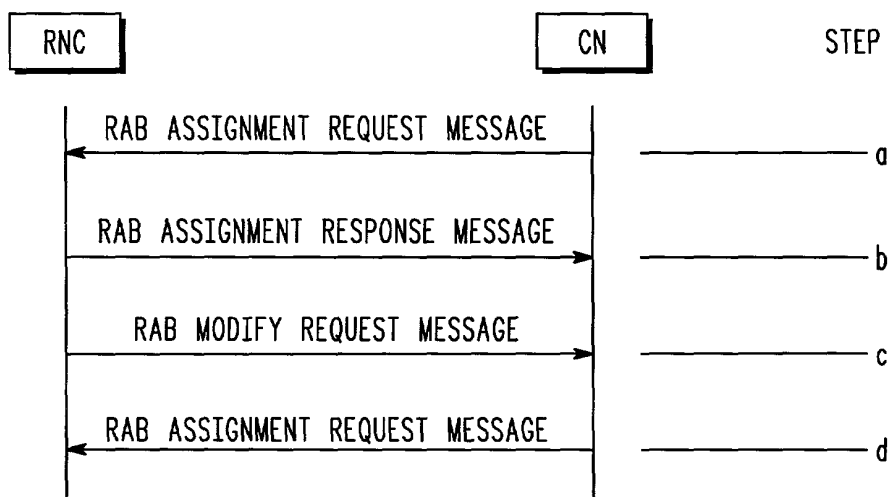 RNC CN STEP
RAB ASSIGNMENT REQUEST MESSAGE a
RAB ASSIGNMENT RESPONSE MESSAGE b
RAB MODIFY REQUEST MESSAGE c
RAB ASSIGNMENT REQUEST MESSAGE d